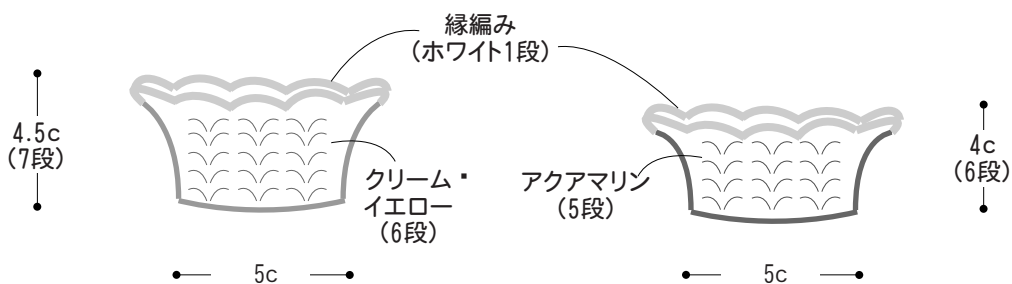 縁編み
(ホワイト1段)
4.5c
(7段)
クリーム・
イエロー
(6段)
アクアマリン
(5段)
4c
(6段)
5c
5c